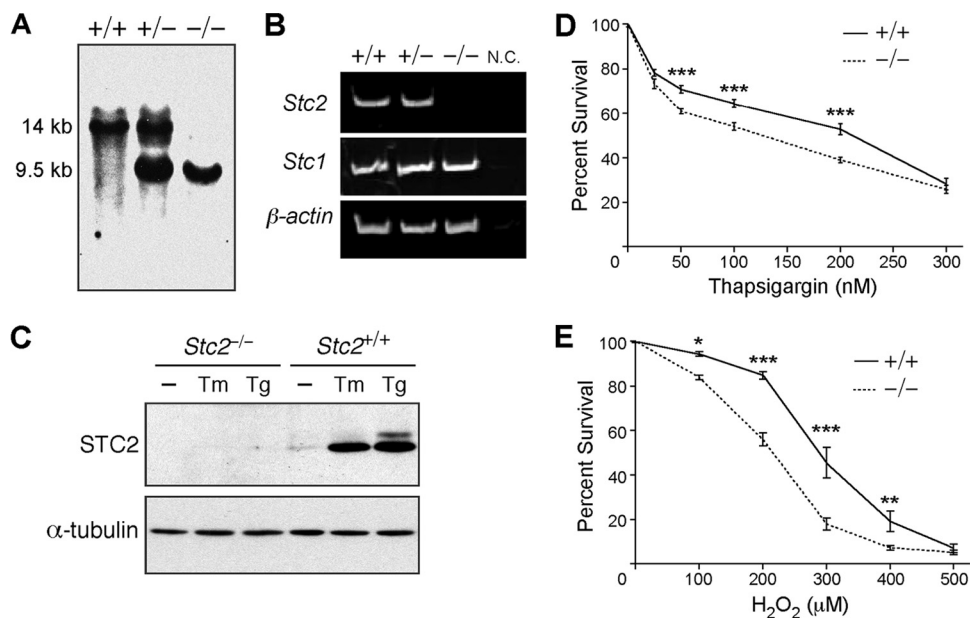 A
+/+ +/− −/−
14 kb
9.5 kb
B
+/+ +/− −/− N.C.
Stc2
Stc1
β-actin
C
Stc2−/− Stc2+/+
− Tm Tg − Tm Tg
STC2
α-tubulin
D
+/+
−/−
Percent Survival
100
80
60
40
20
*** *** ***
0 50 100 150 200 250 300
Thapsigargin (nM)
E
+/+
−/−
Percent Survival
100
80
60
40
20
* *** *** **
0 100 200 300 400 500
H2O2 (μM)